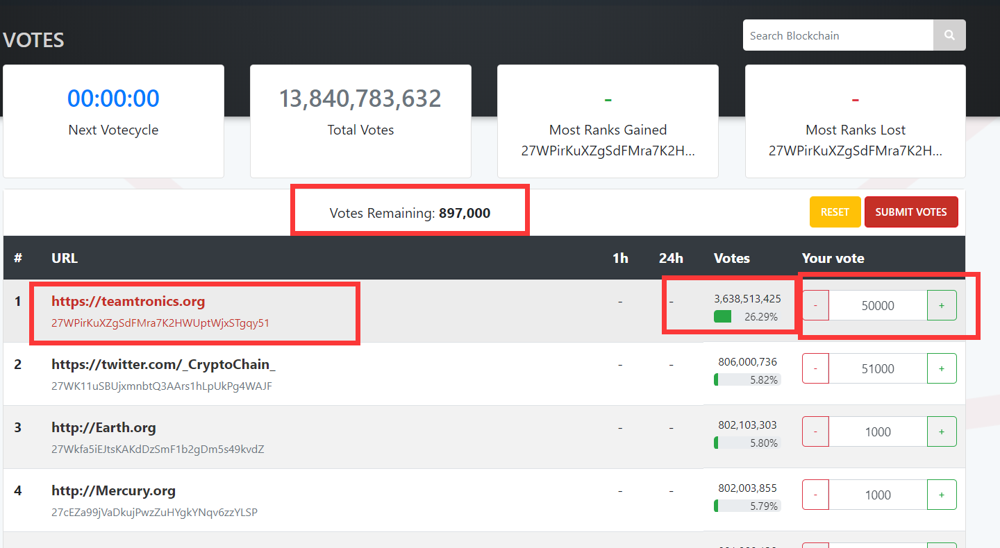 VOTES
Search Blockchain
00:00:00
Next Votecycle
13,840,783,632
Total Votes
-
Most Ranks Gained
27WPirKuXZgSdFMra7K2H...
-
Most Ranks Lost
27WPirKuXZgSdFMra7K2H...
Votes Remaining: 897,000
RESET
SUBMIT VOTES
# URL 1h 24h Votes Your vote
1 https://teamtronics.org - - 3,638,513,425 - 50000 +
27WPirKuXZgSdFMra7K2HWUptWjxSTgqy51 26.29%
2 https://twitter.com/_CryptoChain_ - - 806,000,736 - 51000 +
27WK11uSBUjxmnbtQ3AArs1hLpUkPg4WAJF 5.82%
3 http://Earth.org - - 802,103,303 - 1000 +
27Wkfa5iEJtsKAKdDzSmF1b2gDm5s49kvdZ 5.80%
4 http://Mercury.org - - 802,003,855 - 1000 +
27cEZa99jVaDkujPwzZuHYgkYNqv6zzYLSP 5.79%